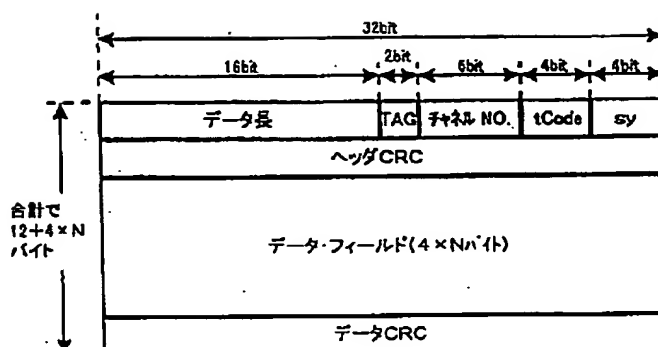 32bit
16bit 2bit 6bit 4bit 4bit
データ長 TAG チャネル NO. tCode sy
ヘッダCRC
合計で
12+4×N
バイト
データ・フィールド(4×Nバイト)
データCRC